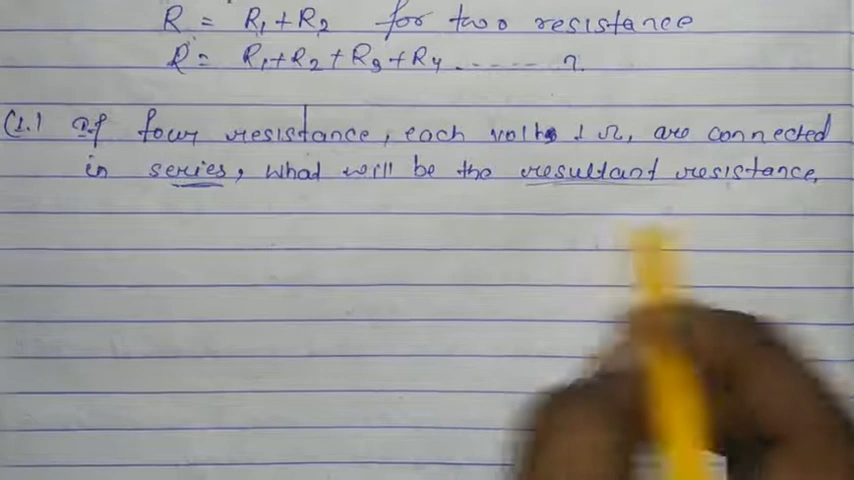 R = R₁ + R₂ for two resistance
R = R₁ + R₂ + R₃ + R₄ ------- n.
(1.) If four resistance, each volts 1 Ω, are connected
in series, what will be the resultant resistance.